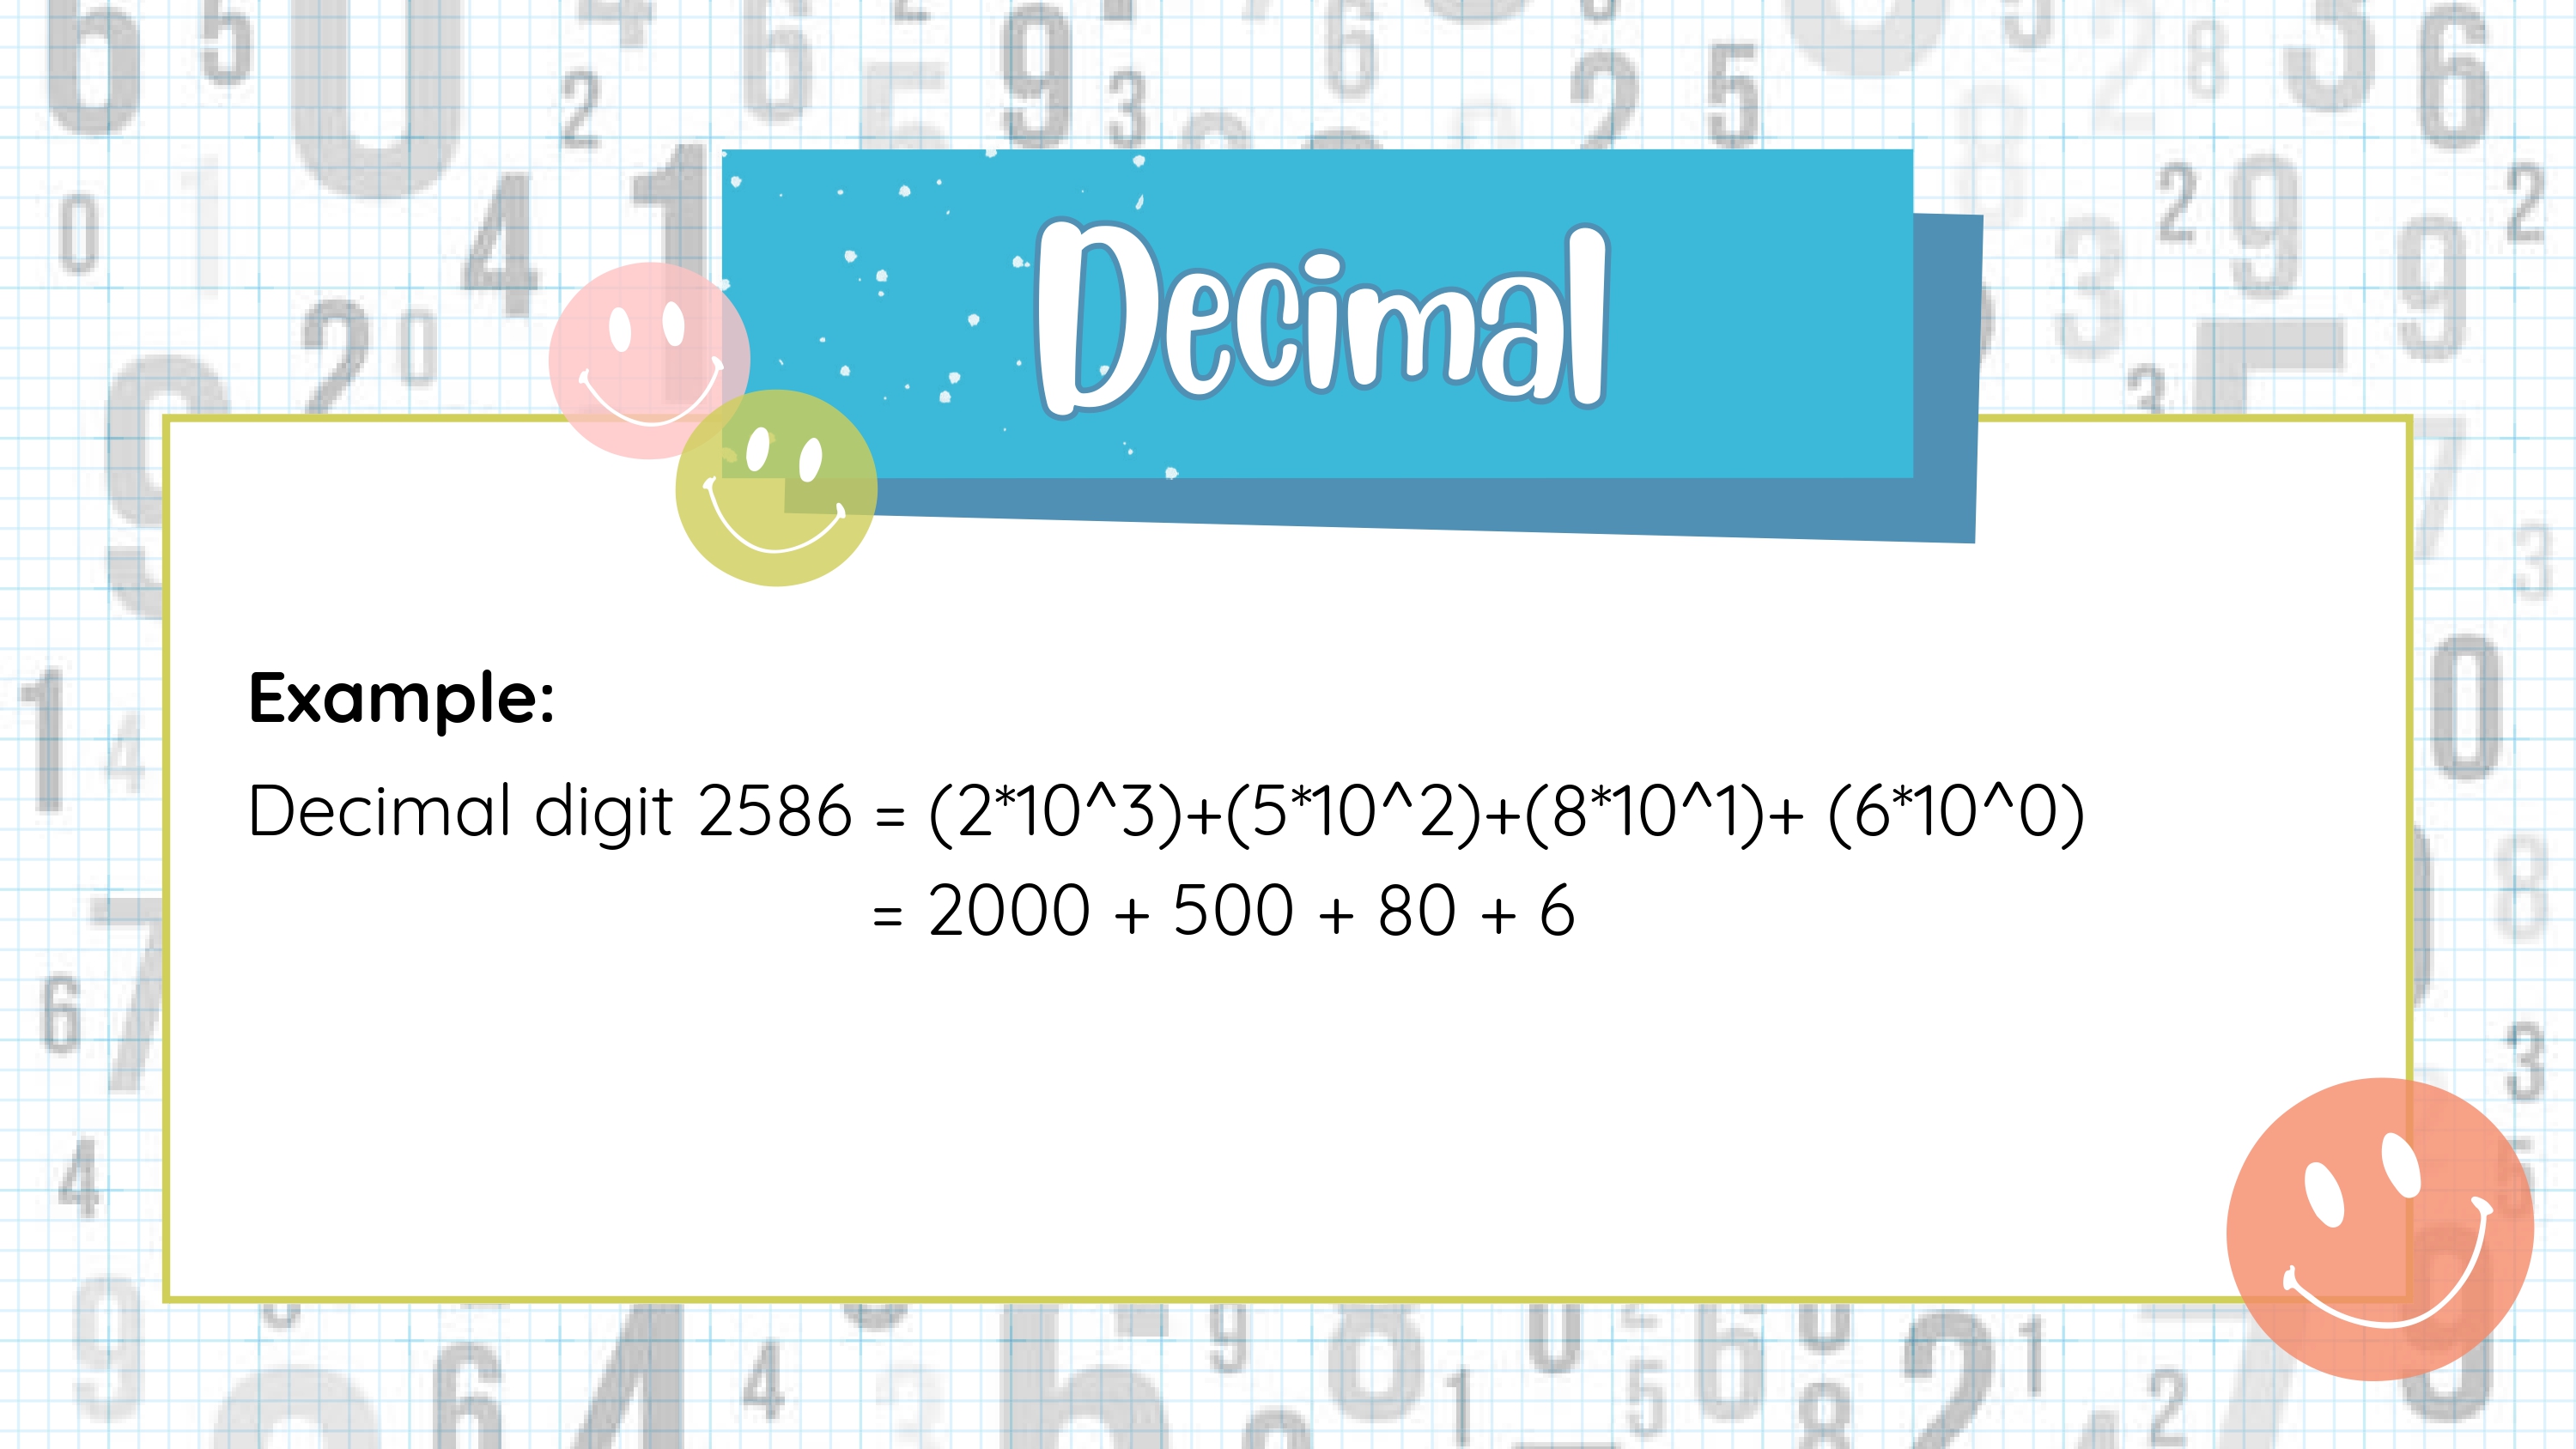 Decimal
Example:
Decimal digit 2586 = (2*10^3)+(5*10^2)+(8*10^1)+ (6*10^0)
= 2000 + 500 + 80 + 6